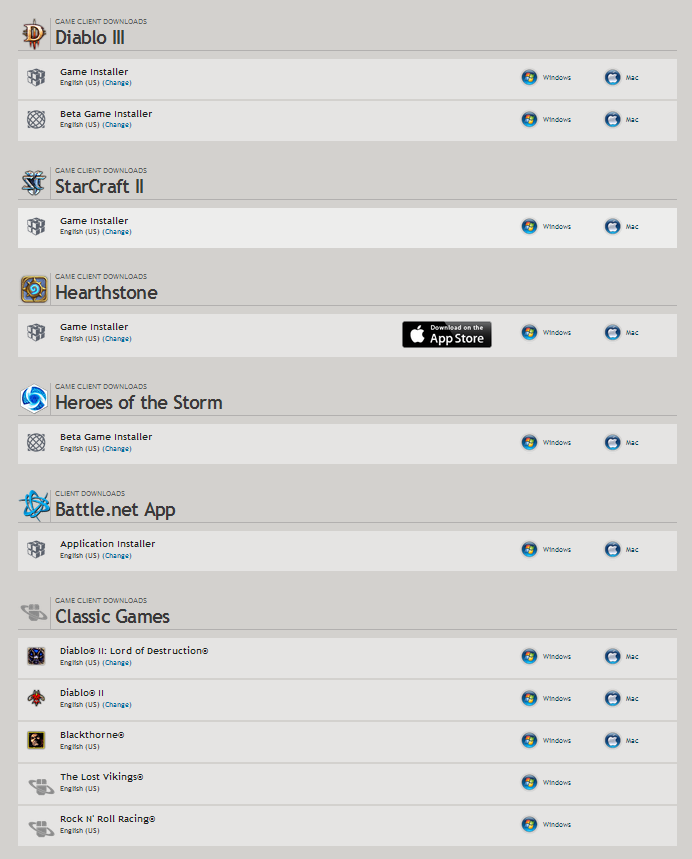 GAME CLIENT DOWNLOADS
Diablo III
Game Installer
English (US) (Change)
Windows
Mac
Beta Game Installer
English (US) (Change)
Windows
Mac
GAME CLIENT DOWNLOADS
StarCraft II
Game Installer
English (US) (Change)
Windows
Mac
GAME CLIENT DOWNLOADS
Hearthstone
Game Installer
English (US) (Change)
Download on the
App Store
Windows
Mac
GAME CLIENT DOWNLOADS
Heroes of the Storm
Beta Game Installer
English (US) (Change)
Windows
Mac
CLIENT DOWNLOADS
Battle.net App
Application Installer
English (US) (Change)
Windows
Mac
GAME CLIENT DOWNLOADS
Classic Games
Diablo® II: Lord of Destruction®
English (US) (Change)
Windows
Mac
Diablo® II
English (US) (Change)
Windows
Mac
Blackthorne®
English (US)
Windows
Mac
The Lost Vikings®
English (US)
Windows
Rock N' Roll Racing®
English (US)
Windows